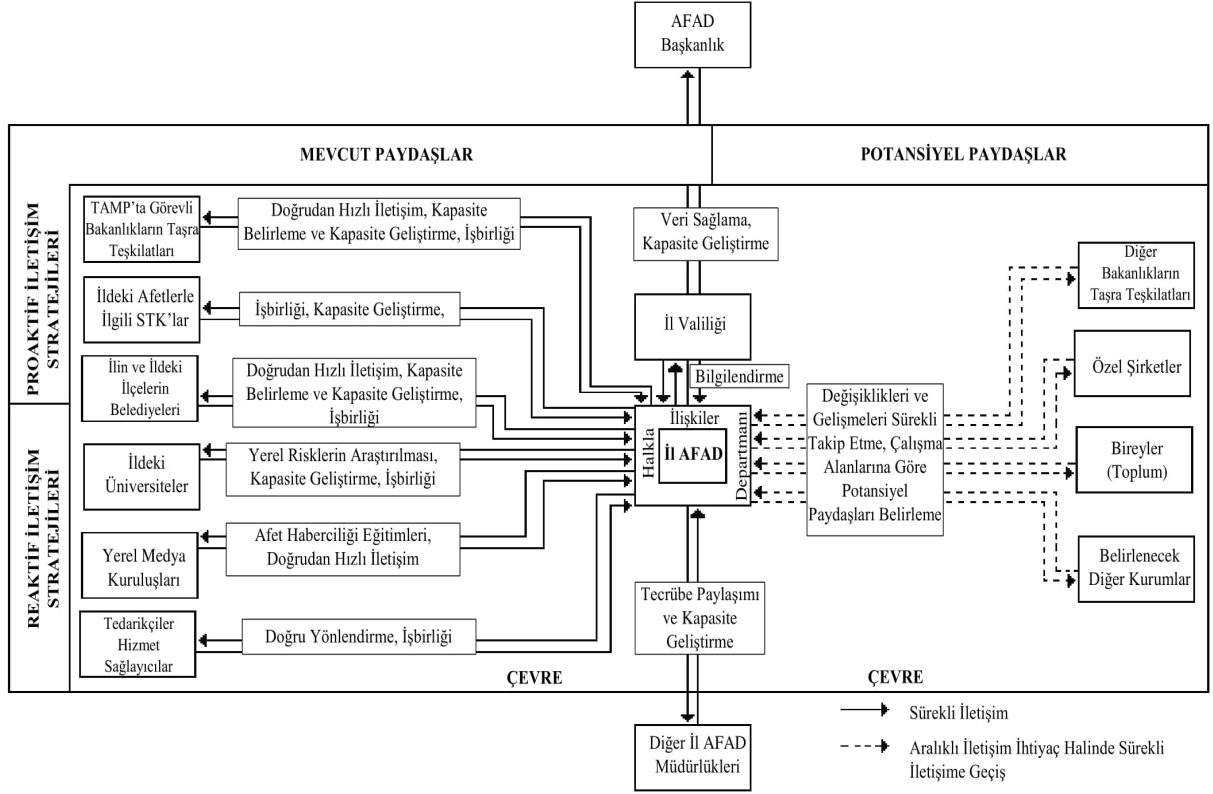 AFAD
Başkanlık
MEVCUT PAYDAŞLAR
POTANSİYEL PAYDAŞLAR
PROAKTİF İLETİŞİM
STRATEJİLERİ
REAKTİF İLETİŞİM
STRATEJİLERİ
TAMP’ta Görevli
Bakanlıkların Taşra
Teşkilatları
Doğrudan Hızlı İletişim, Kapasite
Belirleme ve Kapasite Geliştirme, İşbirliği
İldeki Afetlerle
İlgili STK’lar
İşbirliği, Kapasite Geliştirme,
İlin ve İldeki
İlçelerin
Belediyeleri
Doğrudan Hızlı İletişim, Kapasite
Belirleme ve Kapasite Geliştirme,
İşbirliği
İldeki
Üniversiteler
Yerel Risklerin Araştırılması,
Kapasite Geliştirme, İşbirliği
Yerel Medya
Kuruluşları
Afet Haberciliği Eğitimleri,
Doğrudan Hızlı İletişim
Tedarikçiler
Hizmet
Sağlayıcılar
Doğru Yönlendirme, İşbirliği
Veri Sağlama,
Kapasite Geliştirme
İl Valiliği
Bilgilendirme
Halkla
İlişkiler
Departmanı
İl AFAD
Tecrübe Paylaşımı
ve Kapasite
Geliştirme
Değişiklikleri ve
Gelişmeleri Sürekli
Takip Etme, Çalışma
Alanlarına Göre
Potansiyel
Paydaşları Belirleme
Diğer
Bakanlıkların
Taşra Teşkilatları
Özel Şirketler
Bireyler
(Toplum)
Belirlenecek
Diğer Kurumlar
ÇEVRE
ÇEVRE
Diğer İl AFAD
Müdürlükleri
Sürekli İletişim
Aralıklı İletişim İhtiyaç Halinde Sürekli
İletişime Geçiş